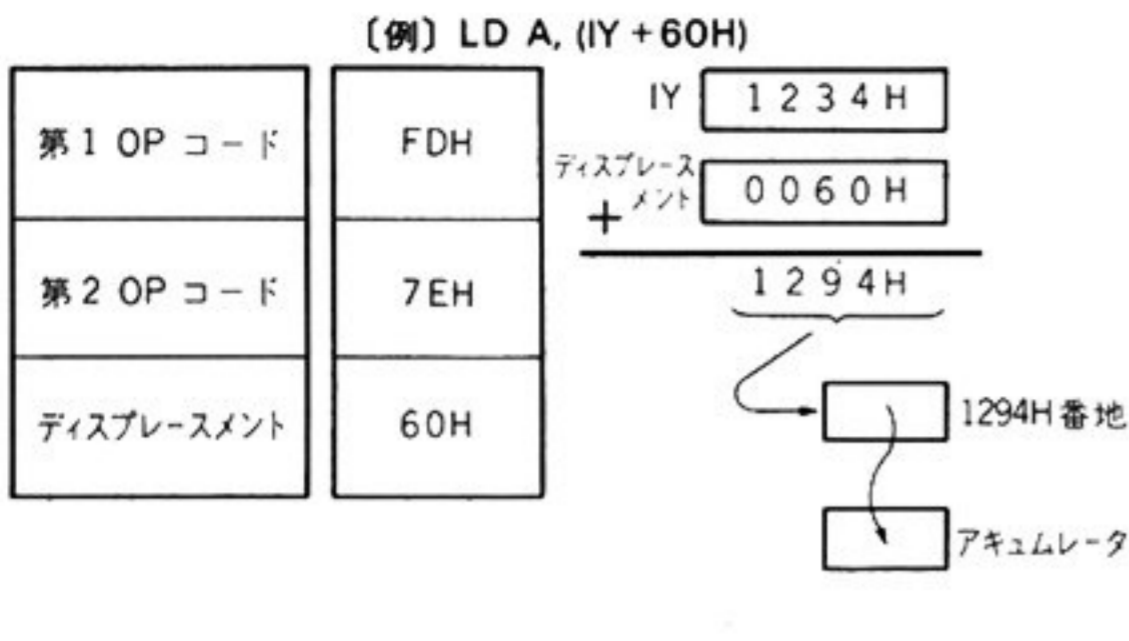 〔例〕 LD A, (IY + 60H)
第1 OP コード
FDH
第2 OP コード
7EH
ディスプレースメント
60H
IY
1234H
ディスプレース
メント
0060H
+
1294H
1294H番地
アキュムレータ